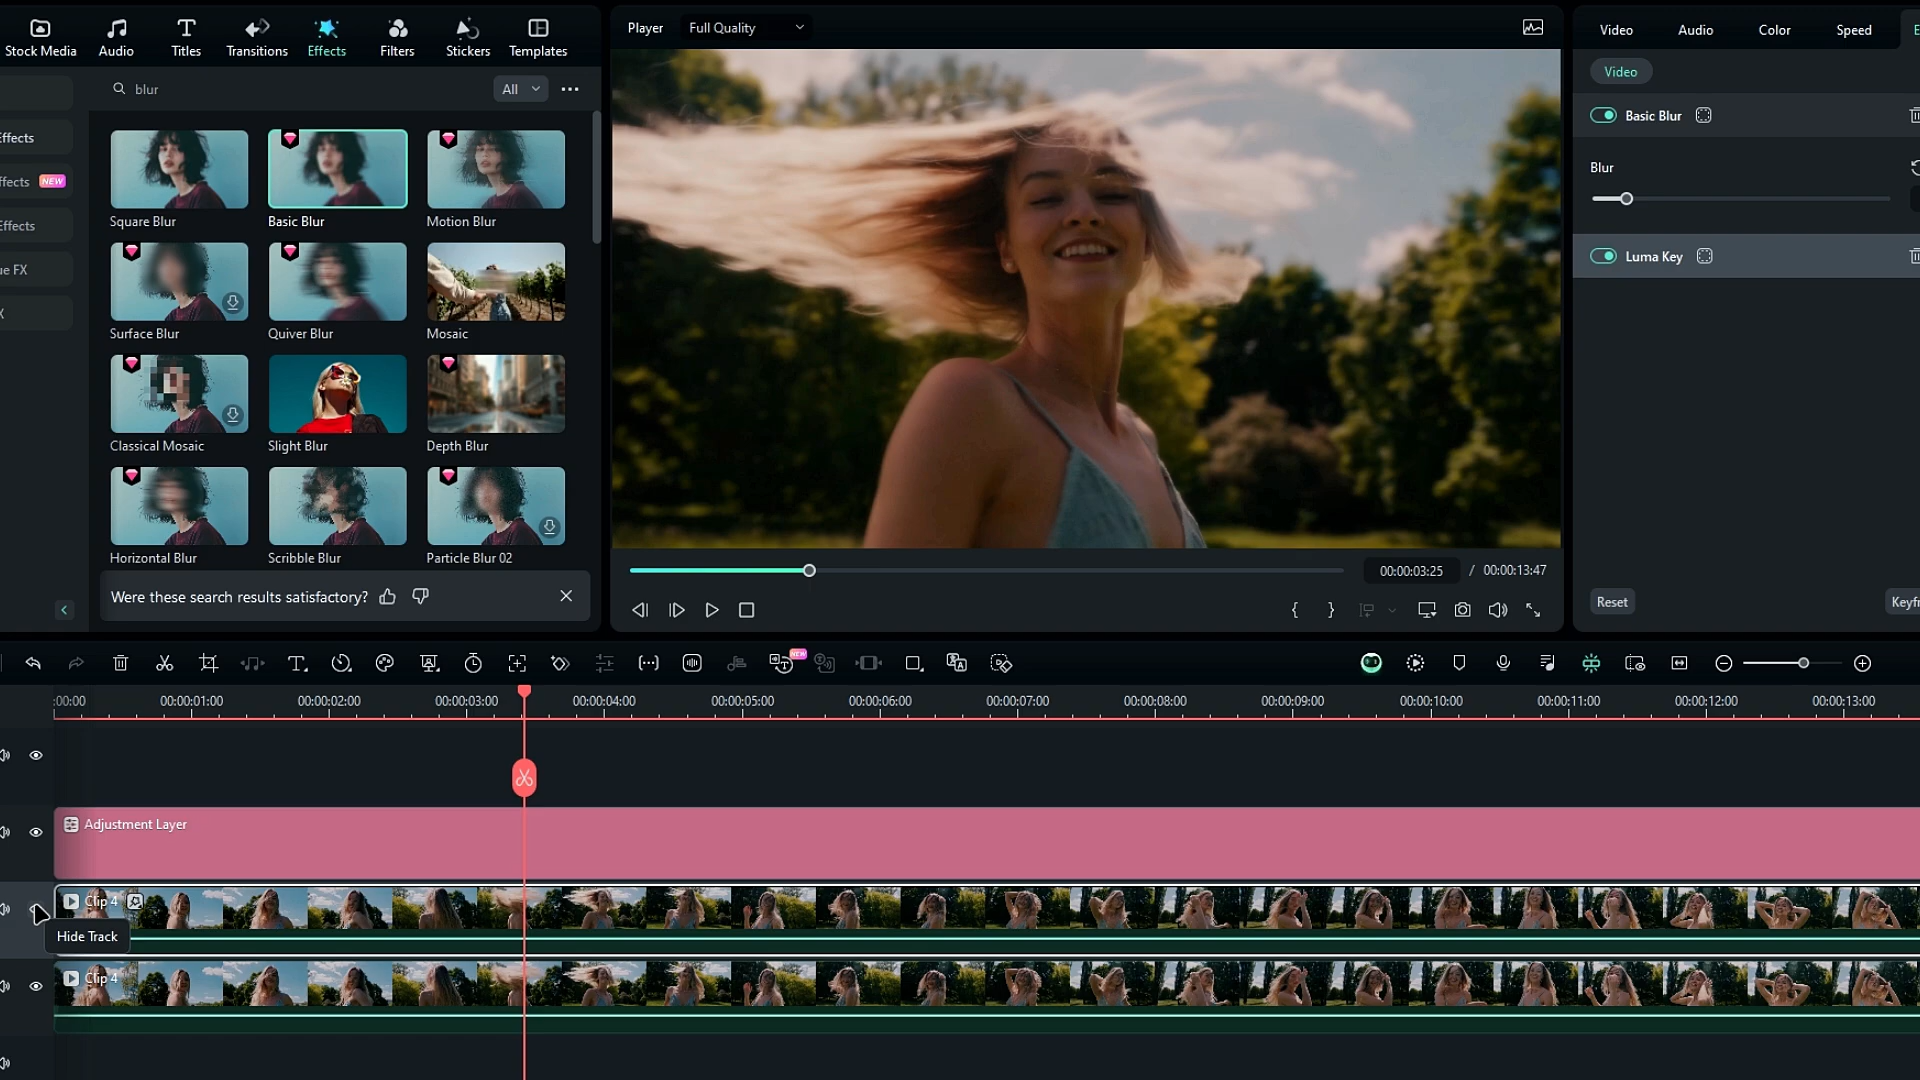 Stock Media
Audio
Titles
Transitions
Effects
Filters
Stickers
Templates
blur
All
Effects
ffects NEW
Effects
ue FX
X
Square Blur
Basic Blur
Motion Blur
Surface Blur
Quiver Blur
Mosaic
Classical Mosaic
Slight Blur
Depth Blur
Horizontal Blur
Scribble Blur
Particle Blur 02
Were these search results satisfactory?
Player
Full Quality
00:00:03:25 / 00:00:13:47
Video
Audio
Color
Speed
E
Video
Basic Blur
Blur
Luma Key
Reset
Keyfr
NEW
:00:00
00:00:01:00
00:00:02:00
00:00:03:00
00:00:04:00
00:00:05:00
00:00:06:00
00:00:07:00
00:00:08:00
00:00:09:00
00:00:10:00
00:00:11:00
00:00:12:00
00:00:13:00
Adjustment Layer
Clip 4
Hide Track
Clip 4